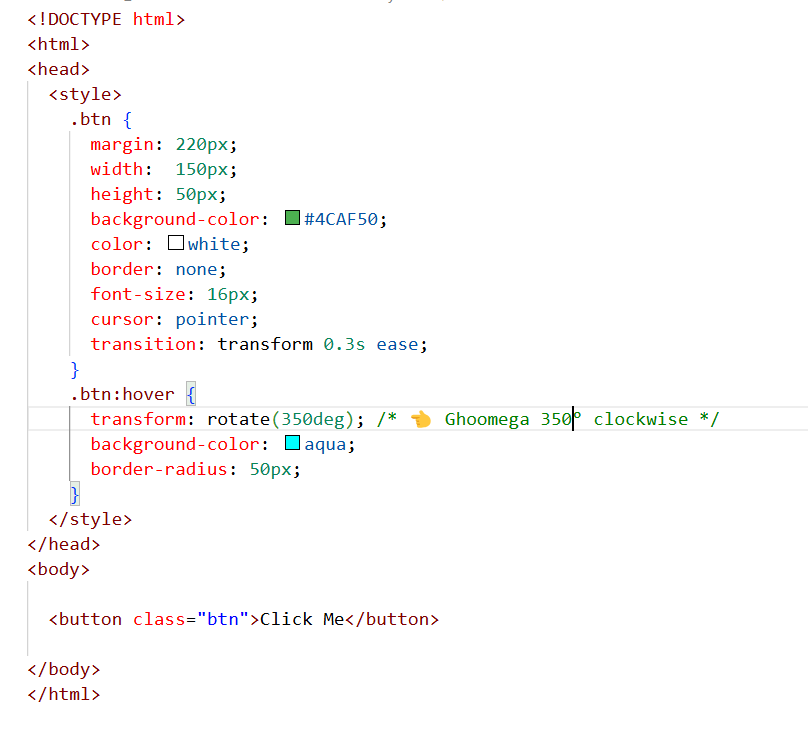 <!DOCTYPE html>
<html>
<head>
  <style>
    .btn {
      margin: 220px;
      width:  150px;
      height: 50px;
      background-color: #4CAF50;
      color: white;
      border: none;
      font-size: 16px;
      cursor: pointer;
      transition: transform 0.3s ease;
    }
    .btn:hover {
      transform: rotate(350deg); /* 👈 Ghoomega 350° clockwise */
      background-color: aqua;
      border-radius: 50px;
    }
  </style>
</head>
<body>

  <button class="btn">Click Me</button>

</body>
</html>